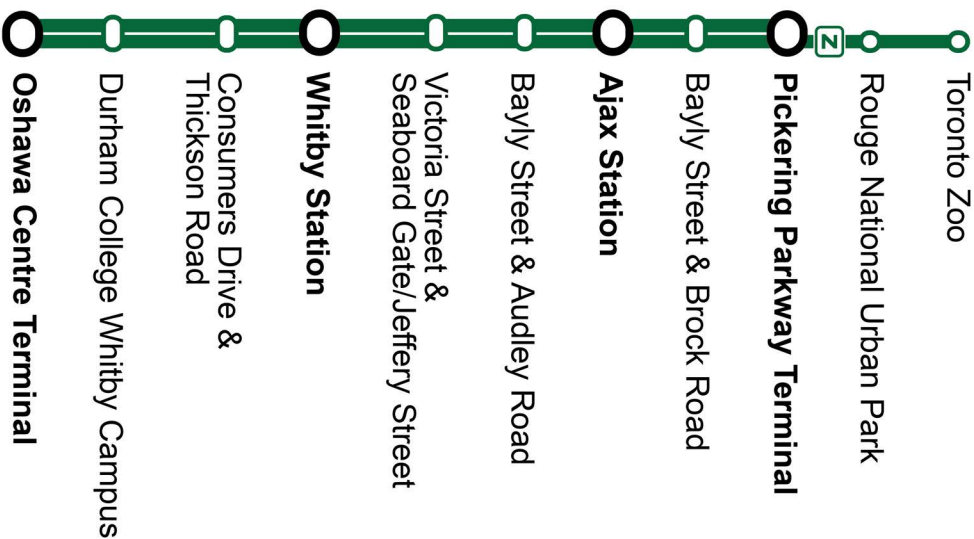 Oshawa Centre Terminal
Durham College Whitby Campus
Consumers Drive &
Thickson Road
Whitby Station
Victoria Street &
Seaboard Gate/Jeffery Street
Bayly Street & Audley Road
Ajax Station
Bayly Street & Brock Road
Pickering Parkway Terminal
Z
Rouge National Urban Park
Toronto Zoo